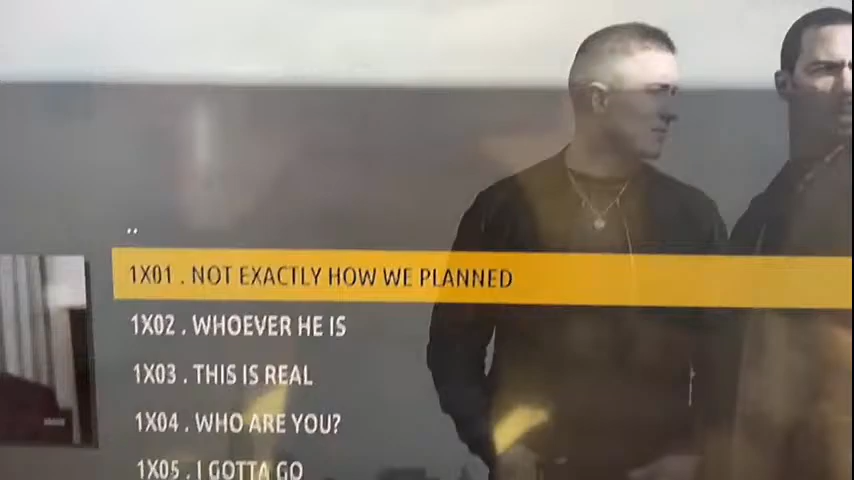 ..
1X01 . NOT EXACTLY HOW WE PLANNED
1X02 . WHOEVER HE IS
1X03 . THIS IS REAL
1X04 . WHO ARE YOU?
1X05 . I GOTTA GO